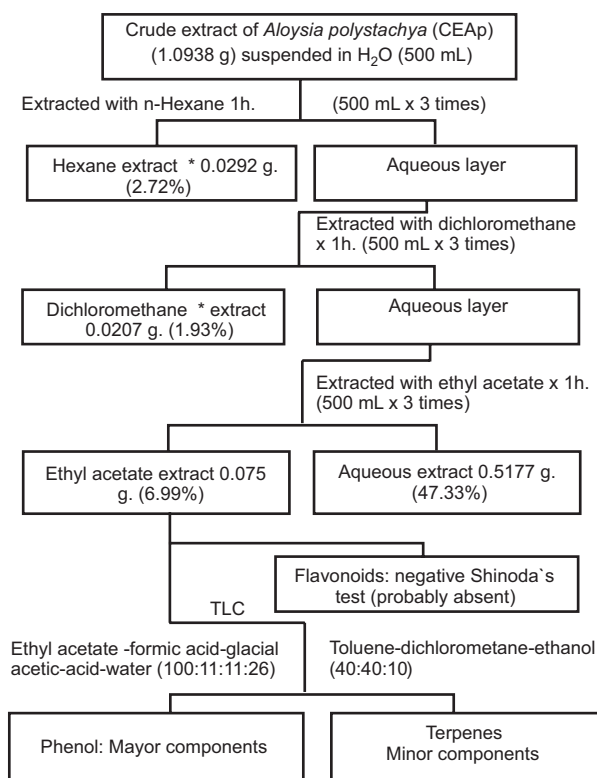 Crude extract of Aloysia polystachya (CEAp)
(1.0938 g) suspended in H₂O (500 mL)
Extracted with n-Hexane 1h. (500 mL x 3 times)
Hexane extract * 0.0292 g.
(2.72%)
Aqueous layer
Extracted with dichloromethane
x 1h. (500 mL x 3 times)
Dichloromethane * extract
0.0207 g. (1.93%)
Aqueous layer
Extracted with ethyl acetate x 1h.
(500 mL x 3 times)
Ethyl acetate extract 0.075
g. (6.99%)
Aqueous extract 0.5177 g.
(47.33%)
Flavonoids: negative Shinoda`s
test (probably absent)
TLC
Ethyl acetate -formic acid-glacial
acetic-acid-water (100:11:11:26)
Toluene-dichlorometane-ethanol
(40:40:10)
Phenol: Mayor components
Terpenes
Minor components